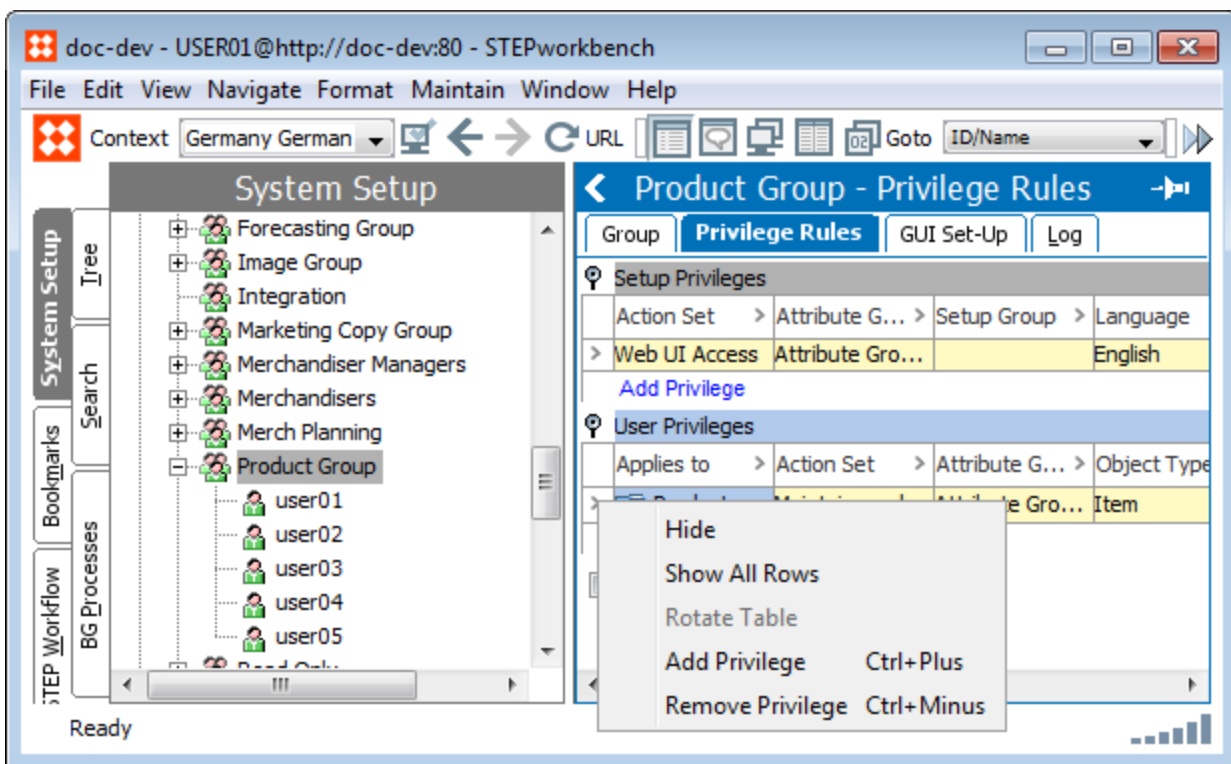 doc-dev - USER01@http://doc-dev:80 - STEPworkbench
File Edit View Navigate Format Maintain Window Help
Context Germany German URL Goto ID/Name
System Setup
Tree
Search
Bookmarks
BG Processes
STEP Workflow
System Setup
Forecasting Group
Image Group
Integration
Marketing Copy Group
Merchandiser Managers
Merchandisers
Merch Planning
Product Group
user01
user02
user03
user04
user05
Product Group - Privilege Rules
Group Privilege Rules GUI Set-Up Log
Setup Privileges
Action Set > Attribute G... > Setup Group > Language
> Web UI Access Attribute Gro... English
Add Privilege
User Privileges
Applies to > Action Set > Attribute G... > Object Type
Gro... Item
Hide
Show All Rows
Rotate Table
Add Privilege Ctrl+Plus
Remove Privilege Ctrl+Minus
Ready